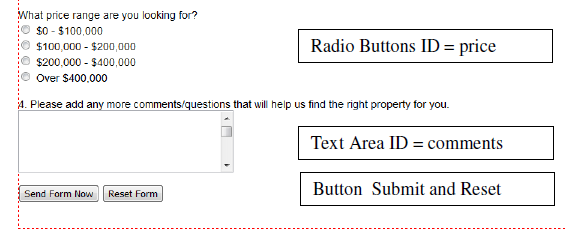 What price range are you looking for?
$0 - $100,000
$100,000 - $200,000
$200,000 - $400,000
Over $400,000
Radio Buttons ID = price
4. Please add any more comments/questions that will help us find the right property for you.
Text Area ID = comments
Send Form Now Reset Form
Button Submit and Reset